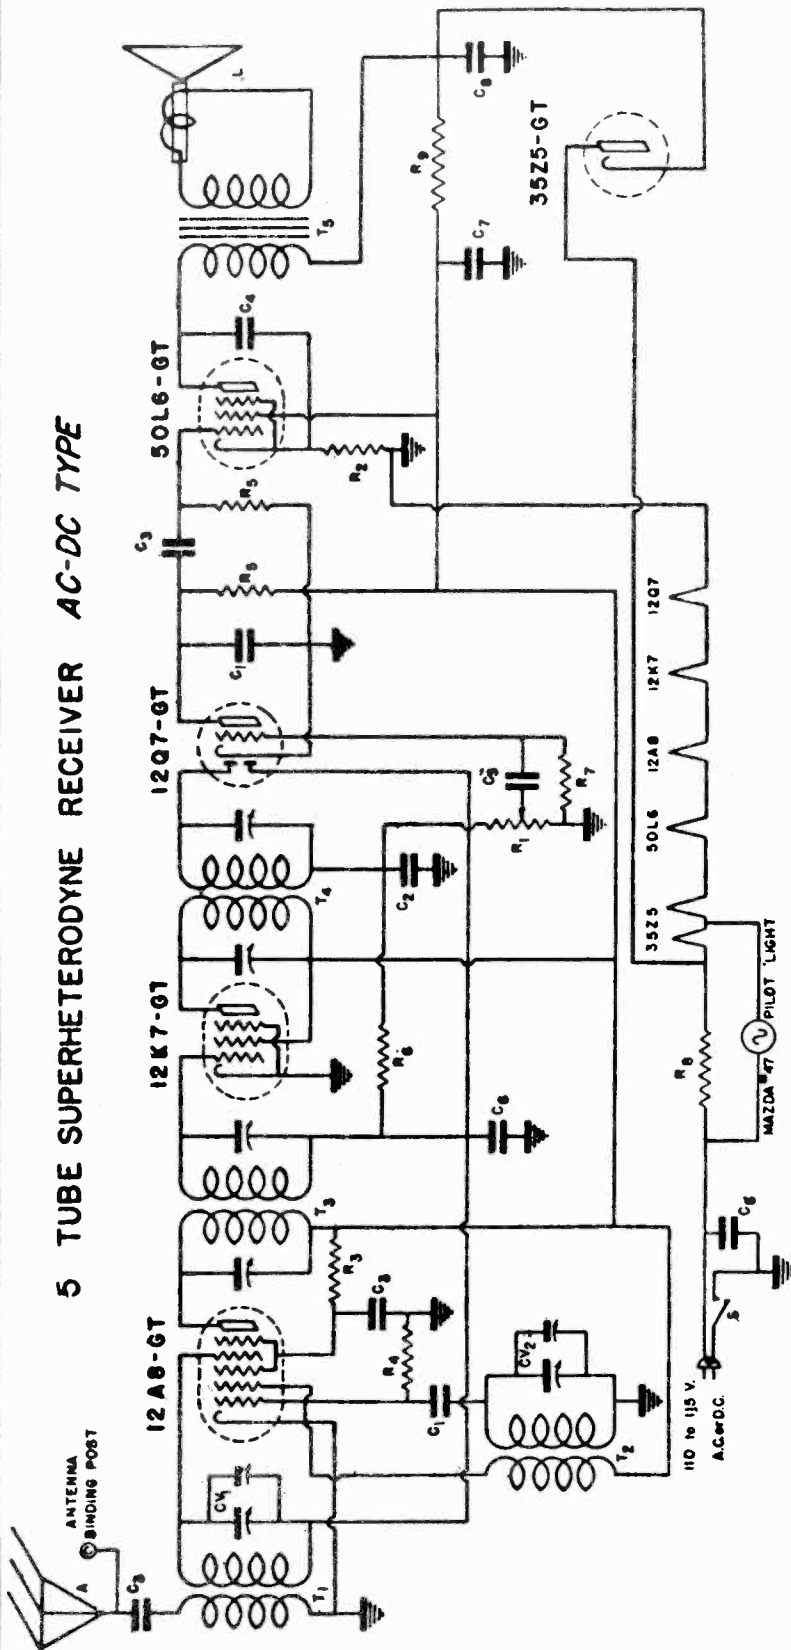 5 TUBE SUPERHETERODYNE RECEIVER AC-DC TYPE
ANTENNA
BINDING POST
A
C3
T1
CV1
12A8-GT
T3
R3
C3
R4
C1
CV2
T2
12K7-GT
R6
C6
T4
C2
12Q7-GT
C1
R5
C3
R5
50L6-GT
C4
R2
T5
L
C3
R1
R7
C7
R9
C8
35Z5-GT
110 to 115 V.
A.C. or D.C.
S
C6
R8
MAZDA #47 PILOT LIGHT
35Z5
50L6
12A8
12K7
12Q7